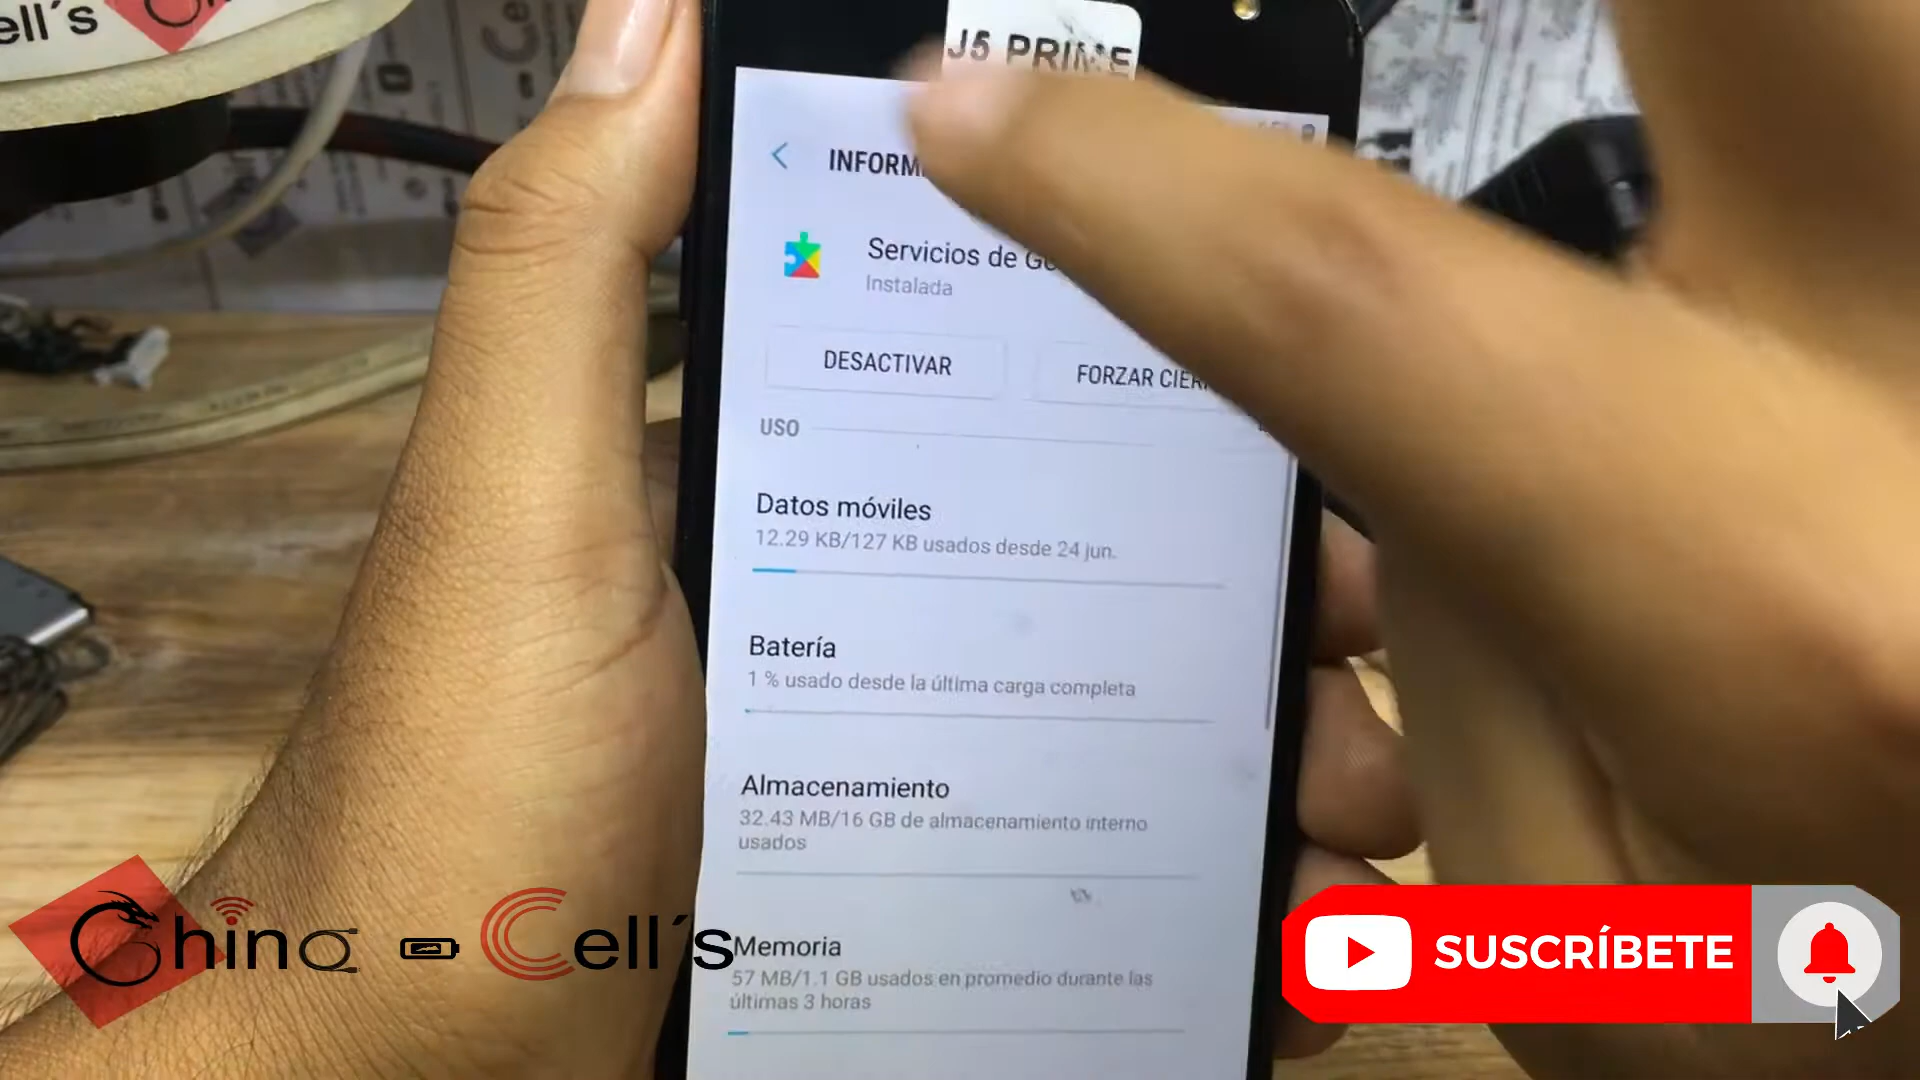 ell´s
J5 PRIME
INFORM
Servicios de Go
Instalada
DESACTIVAR
FORZAR CIER
USO
Datos móviles
12.29 KB/127 KB usados desde 24 jun.
Batería
1 % usado desde la última carga completa
Almacenamiento
32.43 MB/16 GB de almacenamiento interno
usados
Memoria
57 MB/1.1 GB usados en promedio durante las
últimas 3 horas
China - Cell´s
SUSCRÍBETE